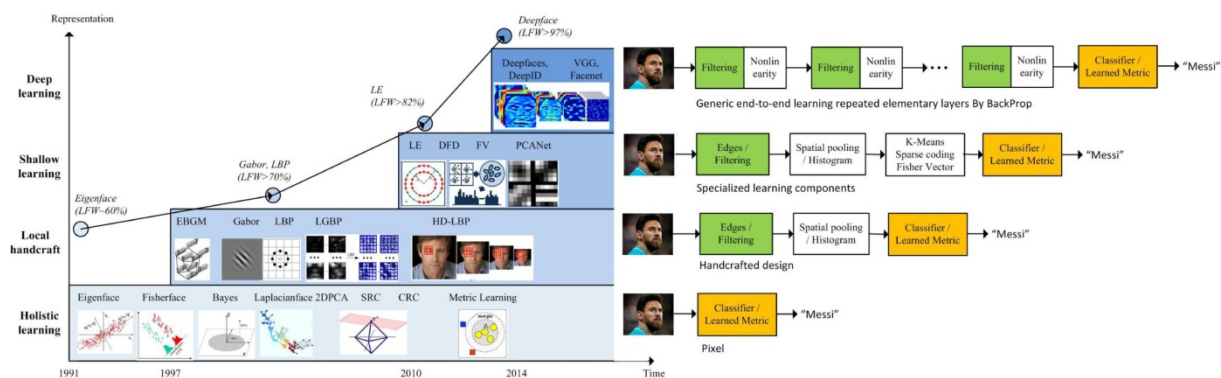 Representation
Deepface
(LFW>97%)
Deep
learning
Deepfaces,
DeepID
VGG,
Facenet
LE
(LFW>82%)
Shallow
learning
LE DFD FV PCANet
Gabor, LBP
(LFW>70%)
Eigenface
(LFW~60%)
Local
handcraft
EBGM Gabor LBP LGBP HD-LBP
Holistic
learning
Eigenface Fisherface Bayes Laplacianface 2DPCA SRC CRC Metric Learning
1991 1997 2010 2014 Time
Filtering
Nonlin
earity
Filtering
Nonlin
earity
Filtering
Nonlin
earity
Classifier /
Learned Metric
“Messi”
Generic end-to-end learning repeated elementary layers By BackProp
Edges /
Filtering
Spatial pooling
/ Histogram
K-Means
Sparse coding
Fisher Vector
Classifier /
Learned Metric
“Messi”
Specialized learning components
Edges /
Filtering
Spatial pooling
/ Histogram
Classifier /
Learned Metric
“Messi”
Handcrafted design
Classifier /
Learned Metric
“Messi”
Pixel